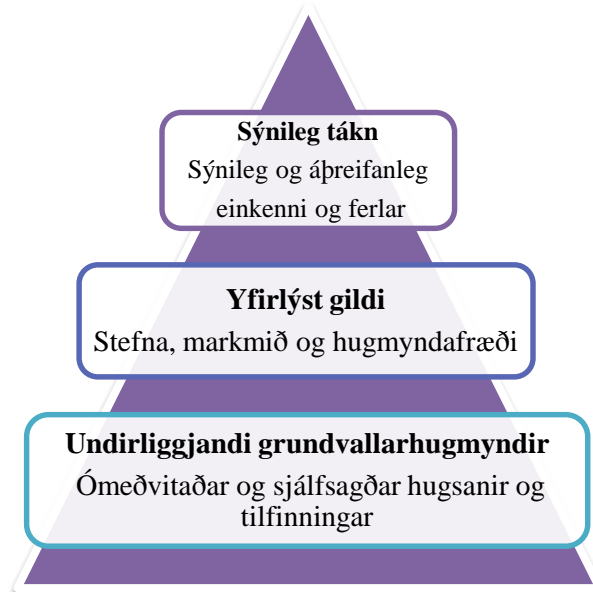 Sýnileg tákn
Sýnileg og áþreifanleg
einkenni og ferlar
Yfirlýst gildi
Stefna, markmið og hugmyndafræði
Undirliggjandi grundvallarhugmyndir
Ómeðvitaðar og sjálfsagðar hugsanir og
tilfinningar